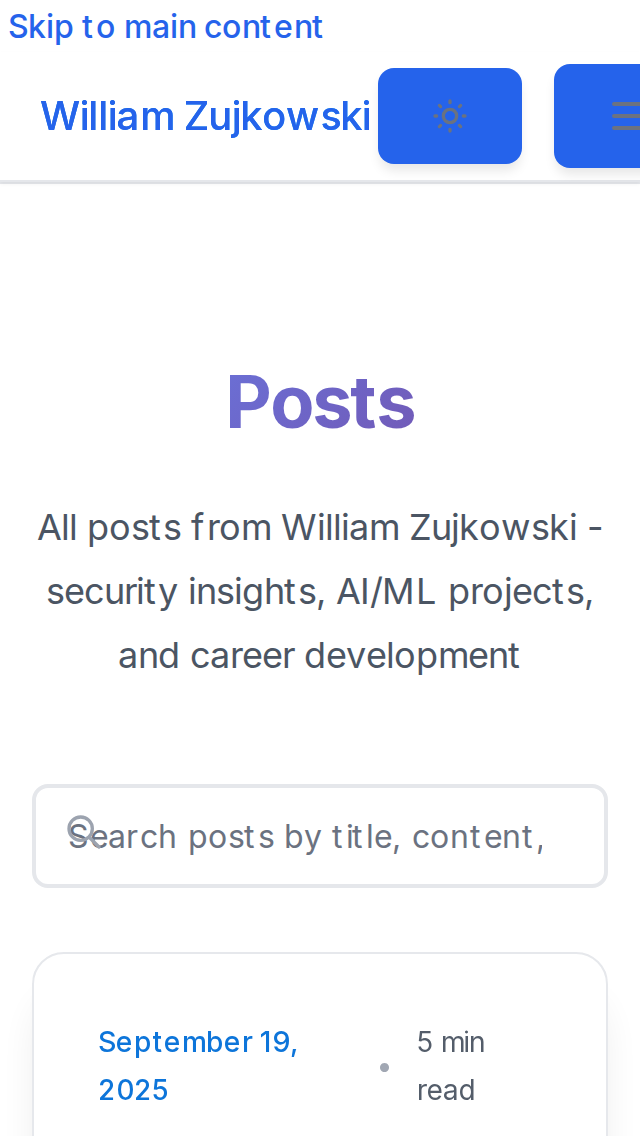 Skip to main content
William Zujkowski
Posts
All posts from William Zujkowski -
security insights, AI/ML projects,
and career development
Search posts by title, content,
September 19,
2025
5 min
read